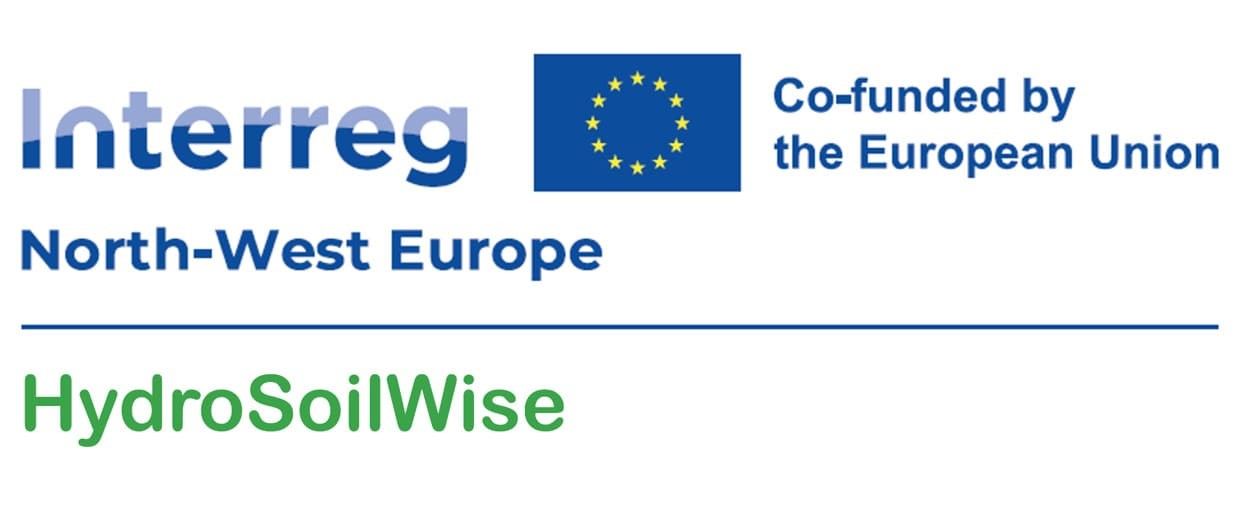 Interreg
Co-funded by
the European Union
North-West Europe
HydroSoilWise